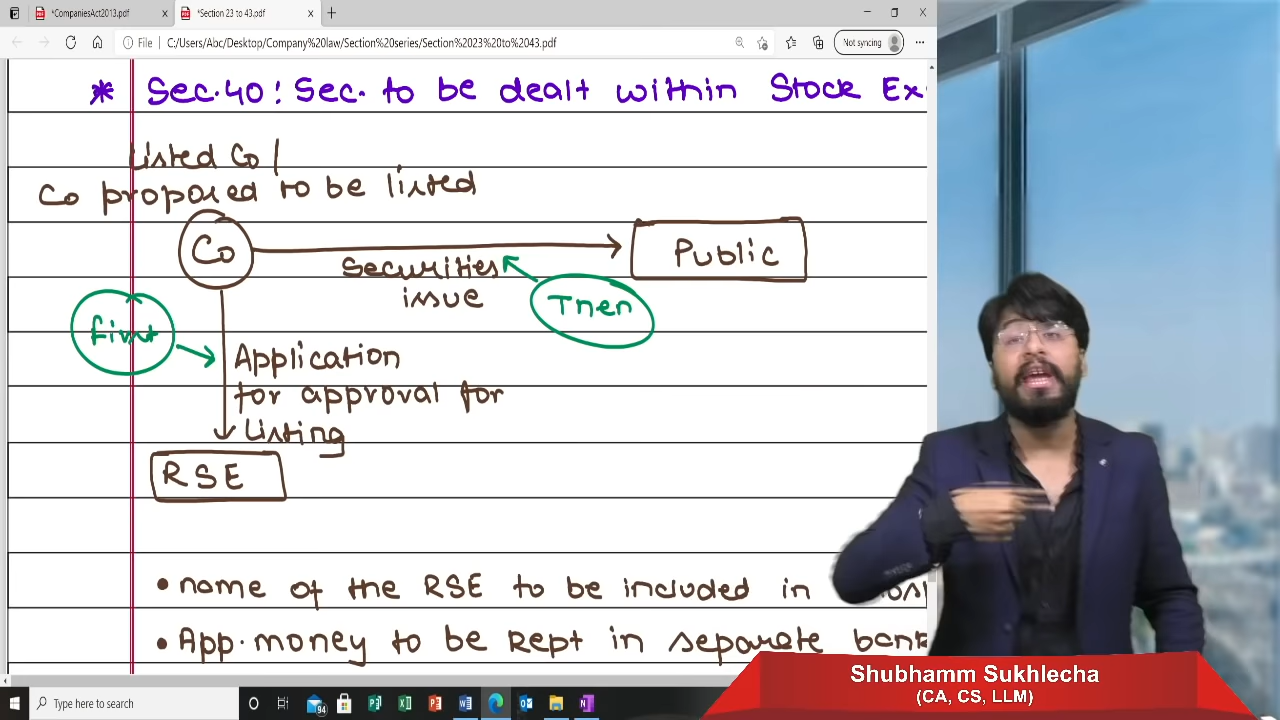 *CompaniesAct2013.pdf
*Section 23 to 43.pdf
File
C:/Users/Abc/Desktop/Company%20law/Section%20series/Section%2023%20to%2043.pdf
Not syncing
* Sec.40: Sec. to be dealt within Stock Ex
Listed Co |
Co proposed to be listed
Co
Public
Securities
issue
Then
first
Application
for approval for
Listing
RSE
• name of the RSE to be included in
• App. money to be kept in separate bank
Shubhamm Sukhlecha
(CA, CS, LLM)
Type here to search
94